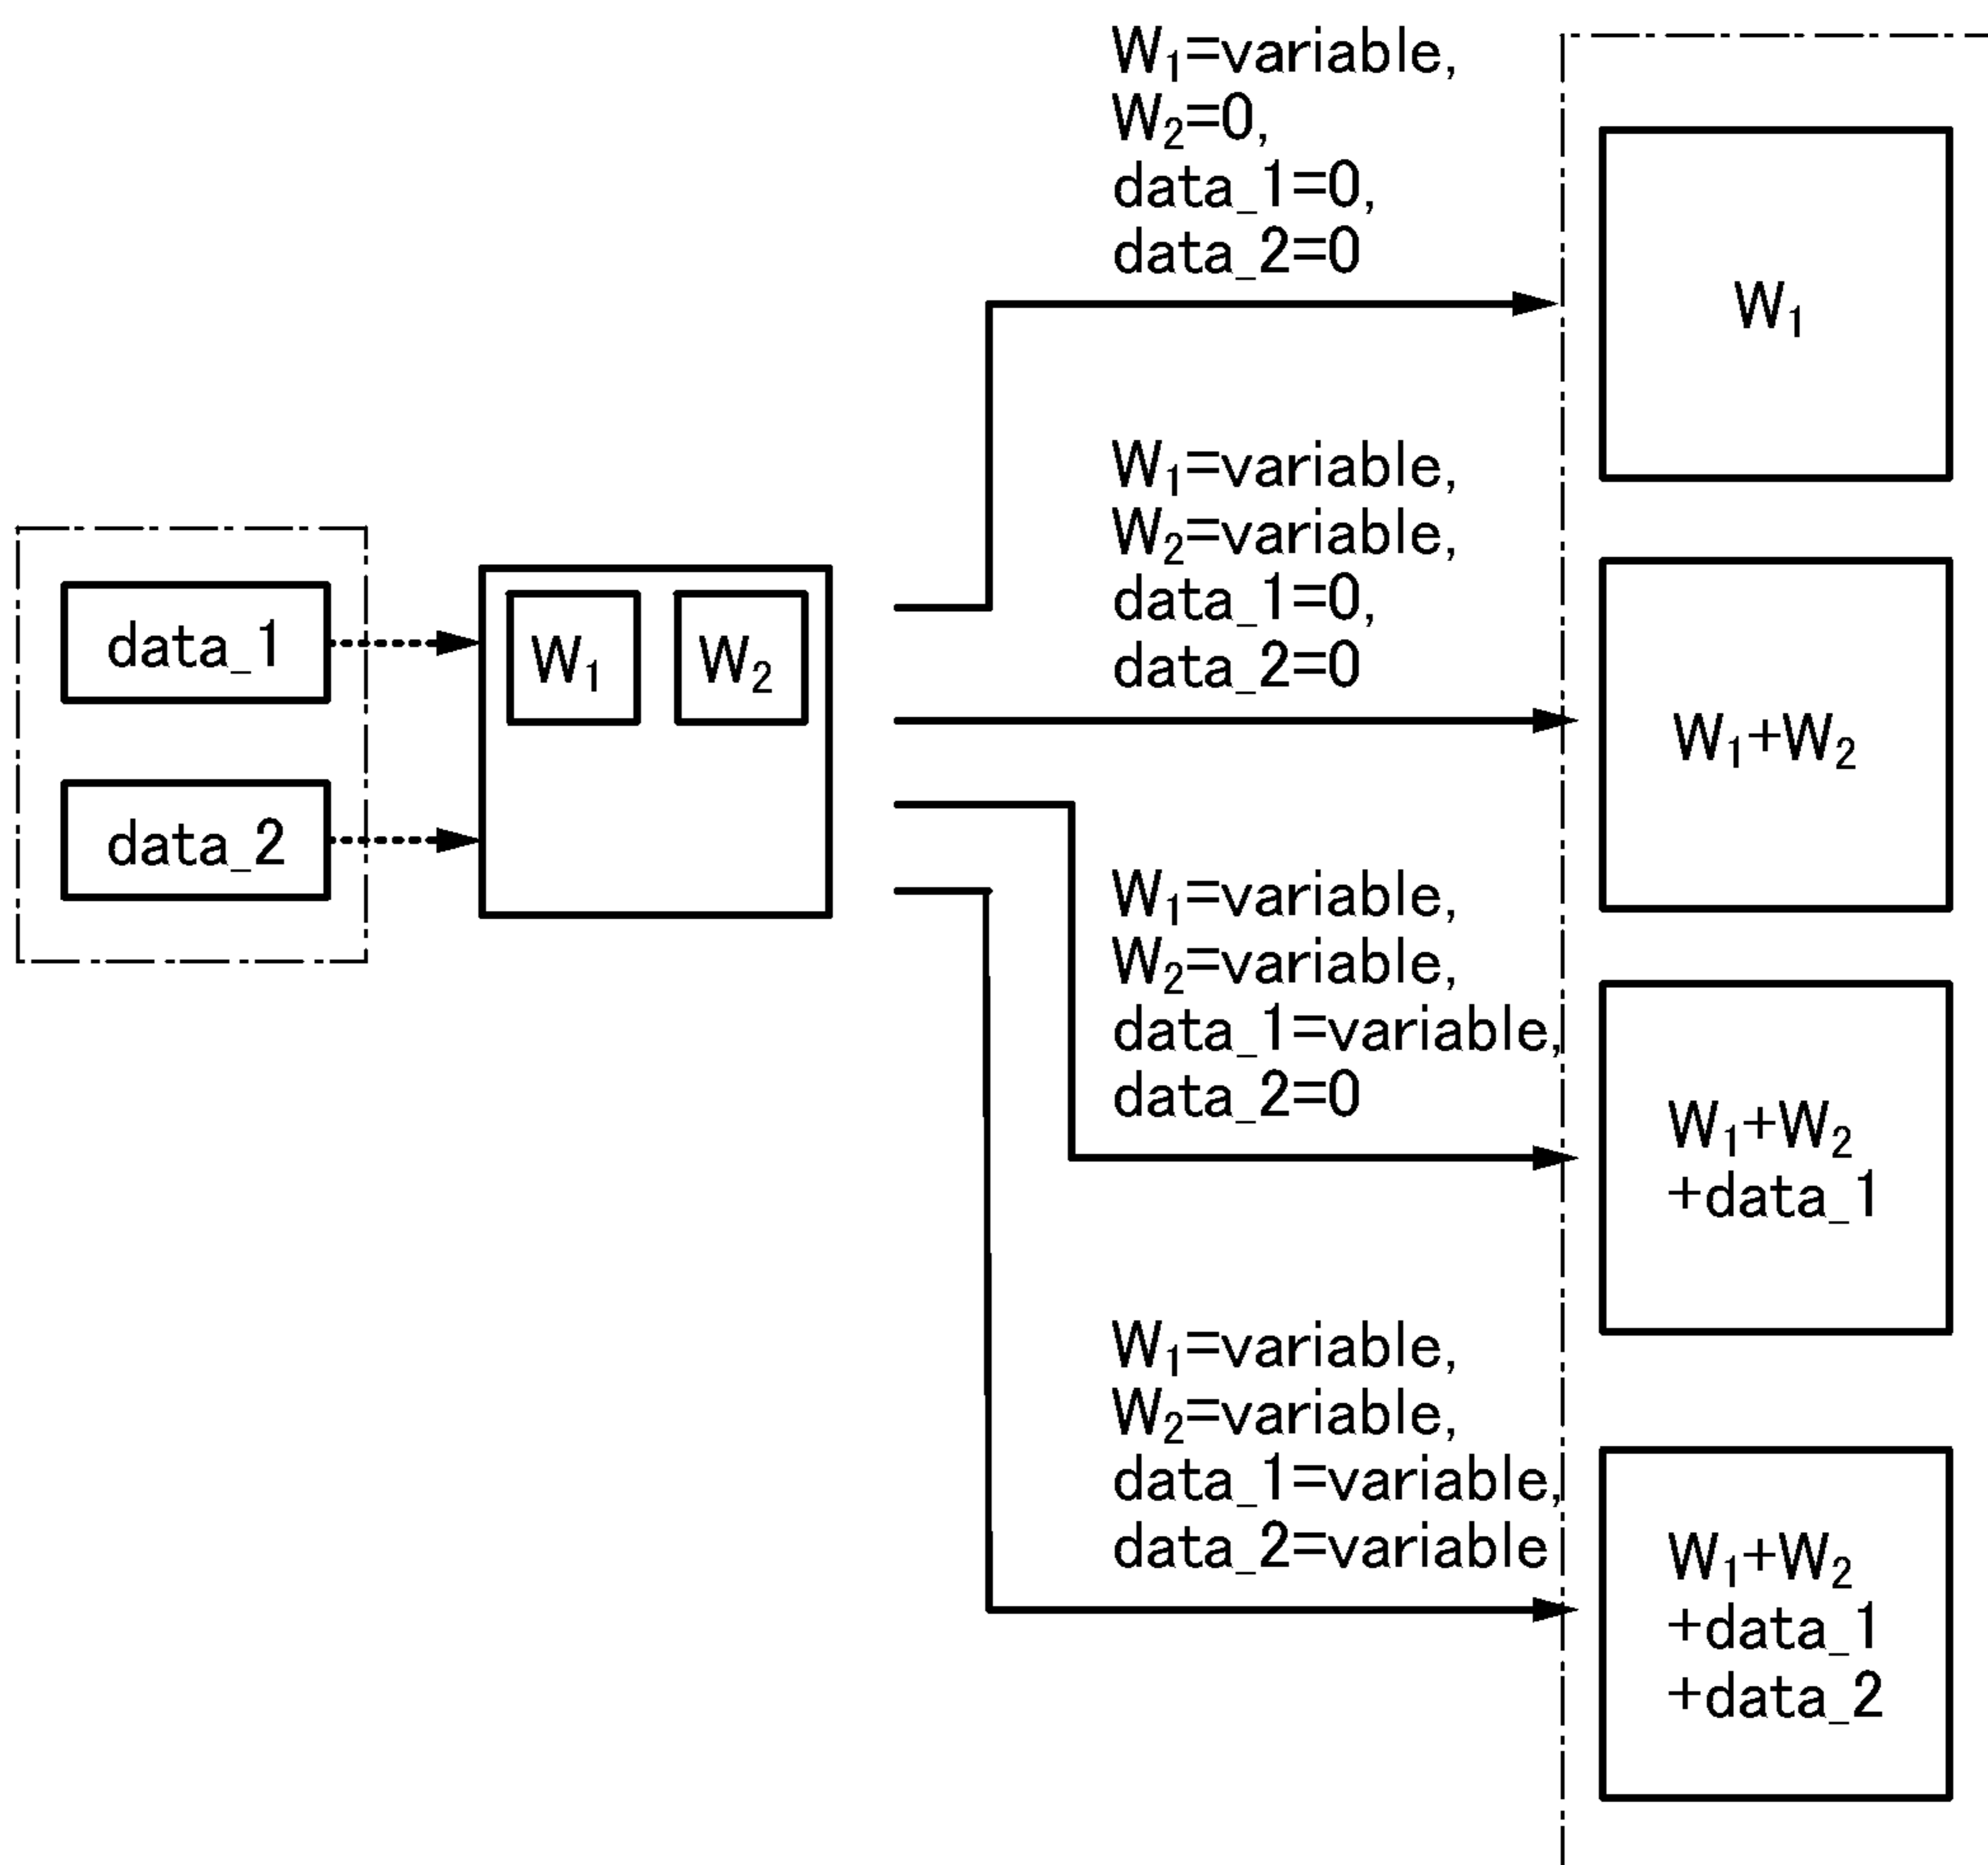 data_1
data_2
W₁ W₂
W₁=variable,
W₂=0,
data_1=0,
data_2=0
W₁
W₁=variable,
W₂=variable,
data_1=0,
data_2=0
W₁+W₂
W₁=variable,
W₂=variable,
data_1=variable,
data_2=0
W₁+W₂
+data_1
W₁=variable,
W₂=variable,
data_1=variable,
data_2=variable
W₁+W₂
+data_1
+data_2